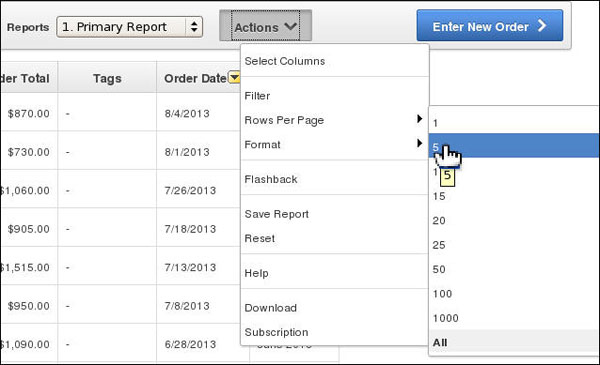 Reports 1. Primary Report Actions Enter New Order
der Total Tags Order Date
$870.00 - 8/4/2013
$730.00 - 8/1/2013
$1,060.00 - 7/26/2013
$905.00 - 7/18/2013
$1,515.00 - 7/13/2013
$950.00 - 7/8/2013
$1,090.00 - 6/28/2013
Select Columns
Filter
Rows Per Page
Format
Flashback
Save Report
Reset
Help
Download
Subscription
1
5
5
15
20
25
50
100
1000
All